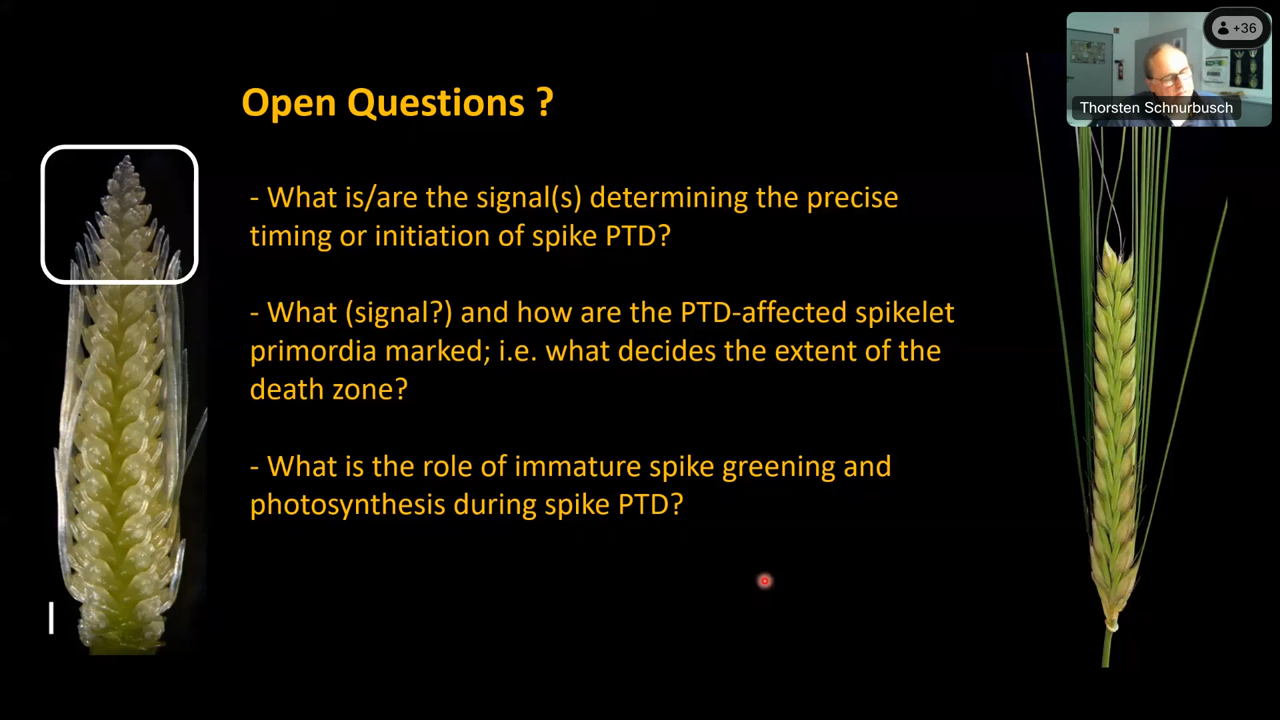 +36
Thorsten Schnurbusch
Open Questions ?
- What is/are the signal(s) determining the precise
timing or initiation of spike PTD?
- What (signal?) and how are the PTD-affected spikelet
primordia marked; i.e. what decides the extent of the
death zone?
- What is the role of immature spike greening and
photosynthesis during spike PTD?